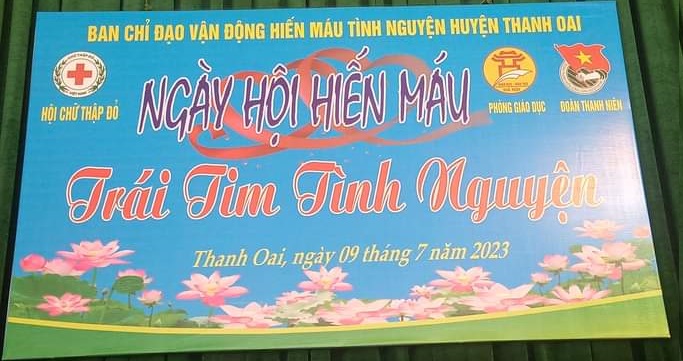 BAN CHỈ ĐẠO VẬN ĐỘNG HIẾN MÁU TÌNH NGUYỆN HUYỆN THANH OAI
NGÀY HỘI HIẾN MÁU
HỘI CHỮ THẬP ĐỎ
PHÒNG GIÁO DỤC
ĐOÀN THANH NIÊN
Trái Tim Tình Nguyện
Thanh Oai, ngày 09 tháng 7 năm 2023